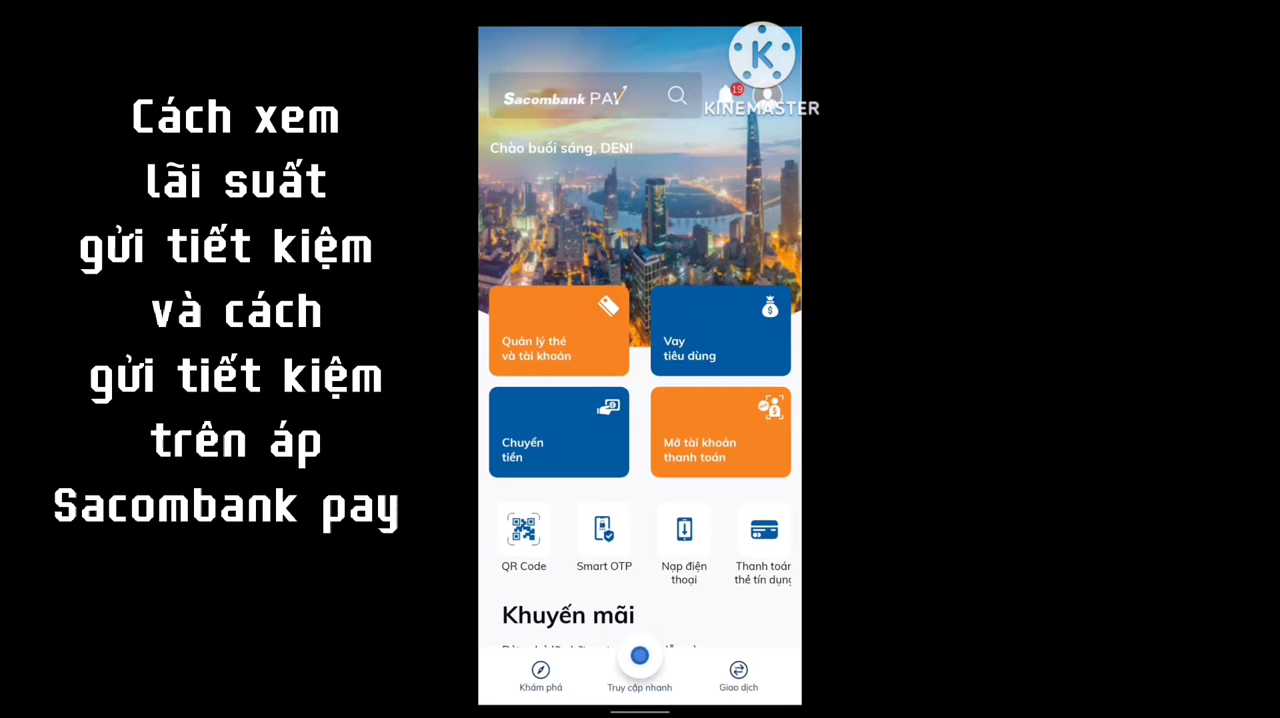 Cách xem
lãi suất
gửi tiết kiệm
và cách
gửi tiết kiệm
trên áp
Sacombank pay
Sacombank PAY
19
KINEMASTER
Chào buổi sáng, DEN!
Quản lý thẻ
và tài khoản
Vay
tiêu dùng
Chuyển
tiền
Mở tài khoản
thanh toán
QR Code
Smart OTP
Nạp điện
thoại
Thanh toán
thẻ tín dụng
Khuyến mãi
Khám phá
Truy cập nhanh
Giao dịch